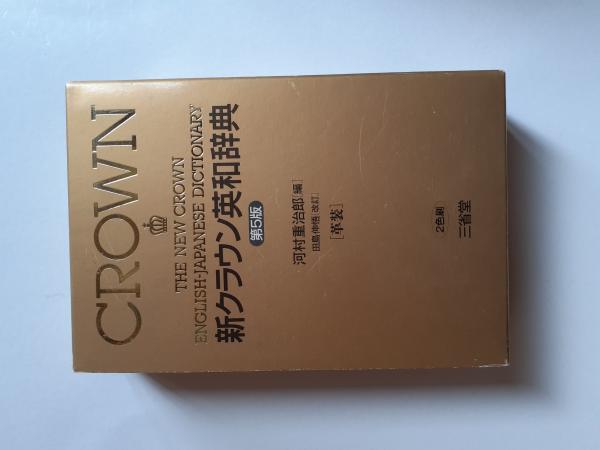 CROWN
THE NEW CROWN
ENGLISH-JAPANESE DICTIONARY
新クラウン英和辞典
第5版
河村重治郎[編]
田島伸悟[改訂]
[革装]
2色刷
三省堂